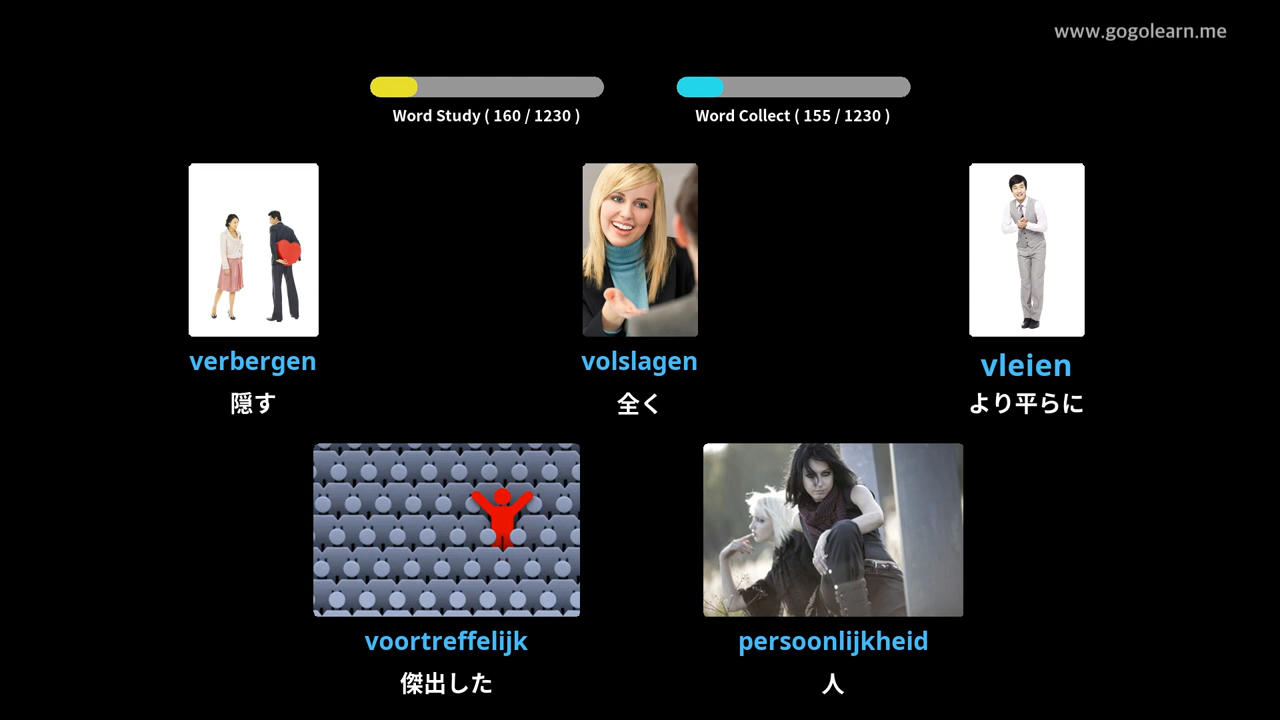 www.gogolearn.me
Word Study ( 160 / 1230 )
Word Collect ( 155 / 1230 )
verbergen
隠す
volslagen
全く
vleien
より平らに
voortreffelijk
傑出した
persoonlijkheid
人